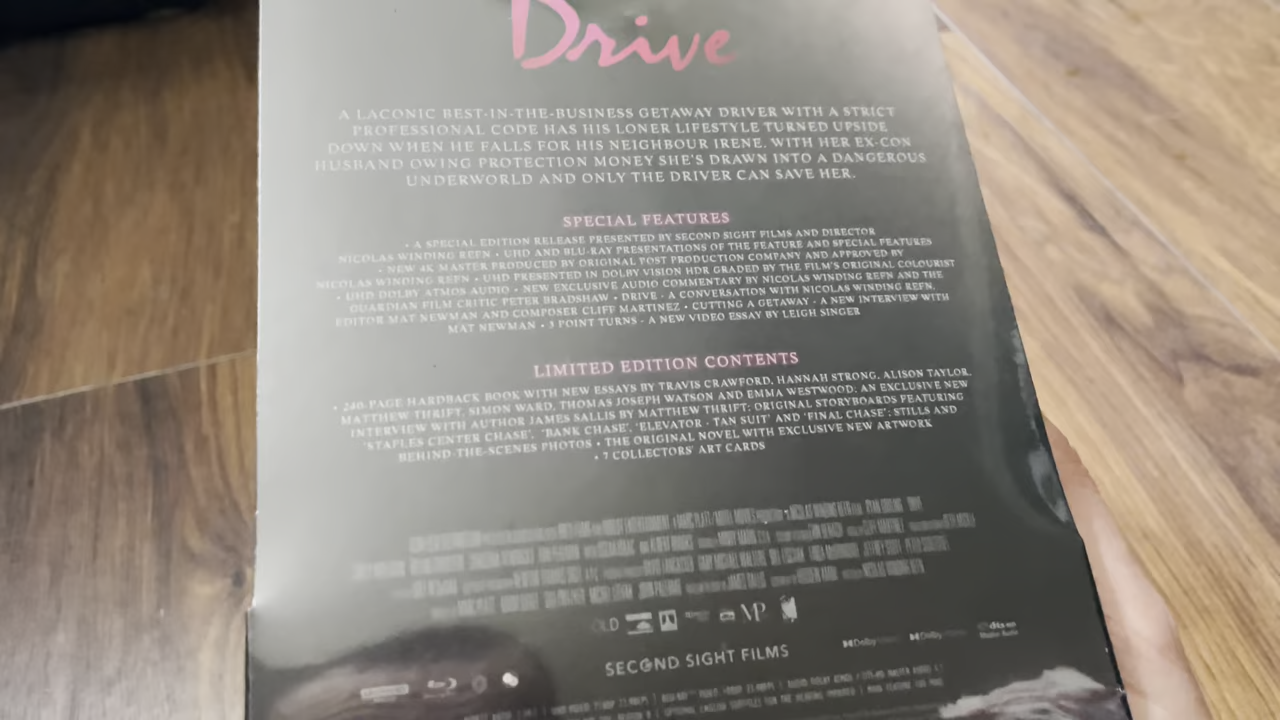 Drive
A LACONIC BEST-IN-THE-BUSINESS GETAWAY DRIVER WITH A STRICT
PROFESSIONAL CODE HAS HIS LONER LIFESTYLE TURNED UPSIDE
DOWN WHEN HE FALLS FOR HIS NEIGHBOUR IRENE. WITH HER EX-CON
HUSBAND OWING PROTECTION MONEY SHE'S DRAWN INTO A DANGEROUS
UNDERWORLD AND ONLY THE DRIVER CAN SAVE HER.
SPECIAL FEATURES
• A SPECIAL EDITION RELEASE PRESENTED BY SECOND SIGHT FILMS AND DIRECTOR
NICOLAS WINDING REFN • UHD AND BLU-RAY PRESENTATIONS OF THE FEATURE AND SPECIAL FEATURES
• NEW 4K MASTER PRODUCED BY ORIGINAL POST PRODUCTION COMPANY AND APPROVED BY
NICOLAS WINDING REFN • UHD PRESENTED IN DOLBY VISION HDR GRADED BY THE FILM'S ORIGINAL COLOURIST
• UHD DOLBY ATMOS AUDIO • NEW EXCLUSIVE AUDIO COMMENTARY BY NICOLAS WINDING REFN AND THE
GUARDIAN FILM CRITIC PETER BRADSHAW • DRIVE - A CONVERSATION WITH NICOLAS WINDING REFN,
EDITOR MAT NEWMAN AND COMPOSER CLIFF MARTINEZ • CUTTING A GETAWAY - A NEW INTERVIEW WITH
MAT NEWMAN • 3 POINT TURNS - A NEW VIDEO ESSAY BY LEIGH SINGER
LIMITED EDITION CONTENTS
• 240-PAGE HARDBACK BOOK WITH NEW ESSAYS BY TRAVIS CRAWFORD, HANNAH STRONG, ALISON TAYLOR,
MATTHEW THRIFT, SIMON WARD, THOMAS JOSEPH WATSON AND EMMA WESTWOOD; AN EXCLUSIVE NEW
INTERVIEW WITH AUTHOR JAMES SALLIS BY MATTHEW THRIFT; ORIGINAL STORYBOARDS FEATURING
'STAPLES CENTER CHASE', 'BANK CHASE', 'ELEVATOR - TAN SUIT' AND 'FINAL CHASE'; STILLS AND
BEHIND-THE-SCENES PHOTOS • THE ORIGINAL NOVEL WITH EXCLUSIVE NEW ARTWORK
• 7 COLLECTORS' ART CARDS
SECOND SIGHT FILMS
Dolby Dolby dts